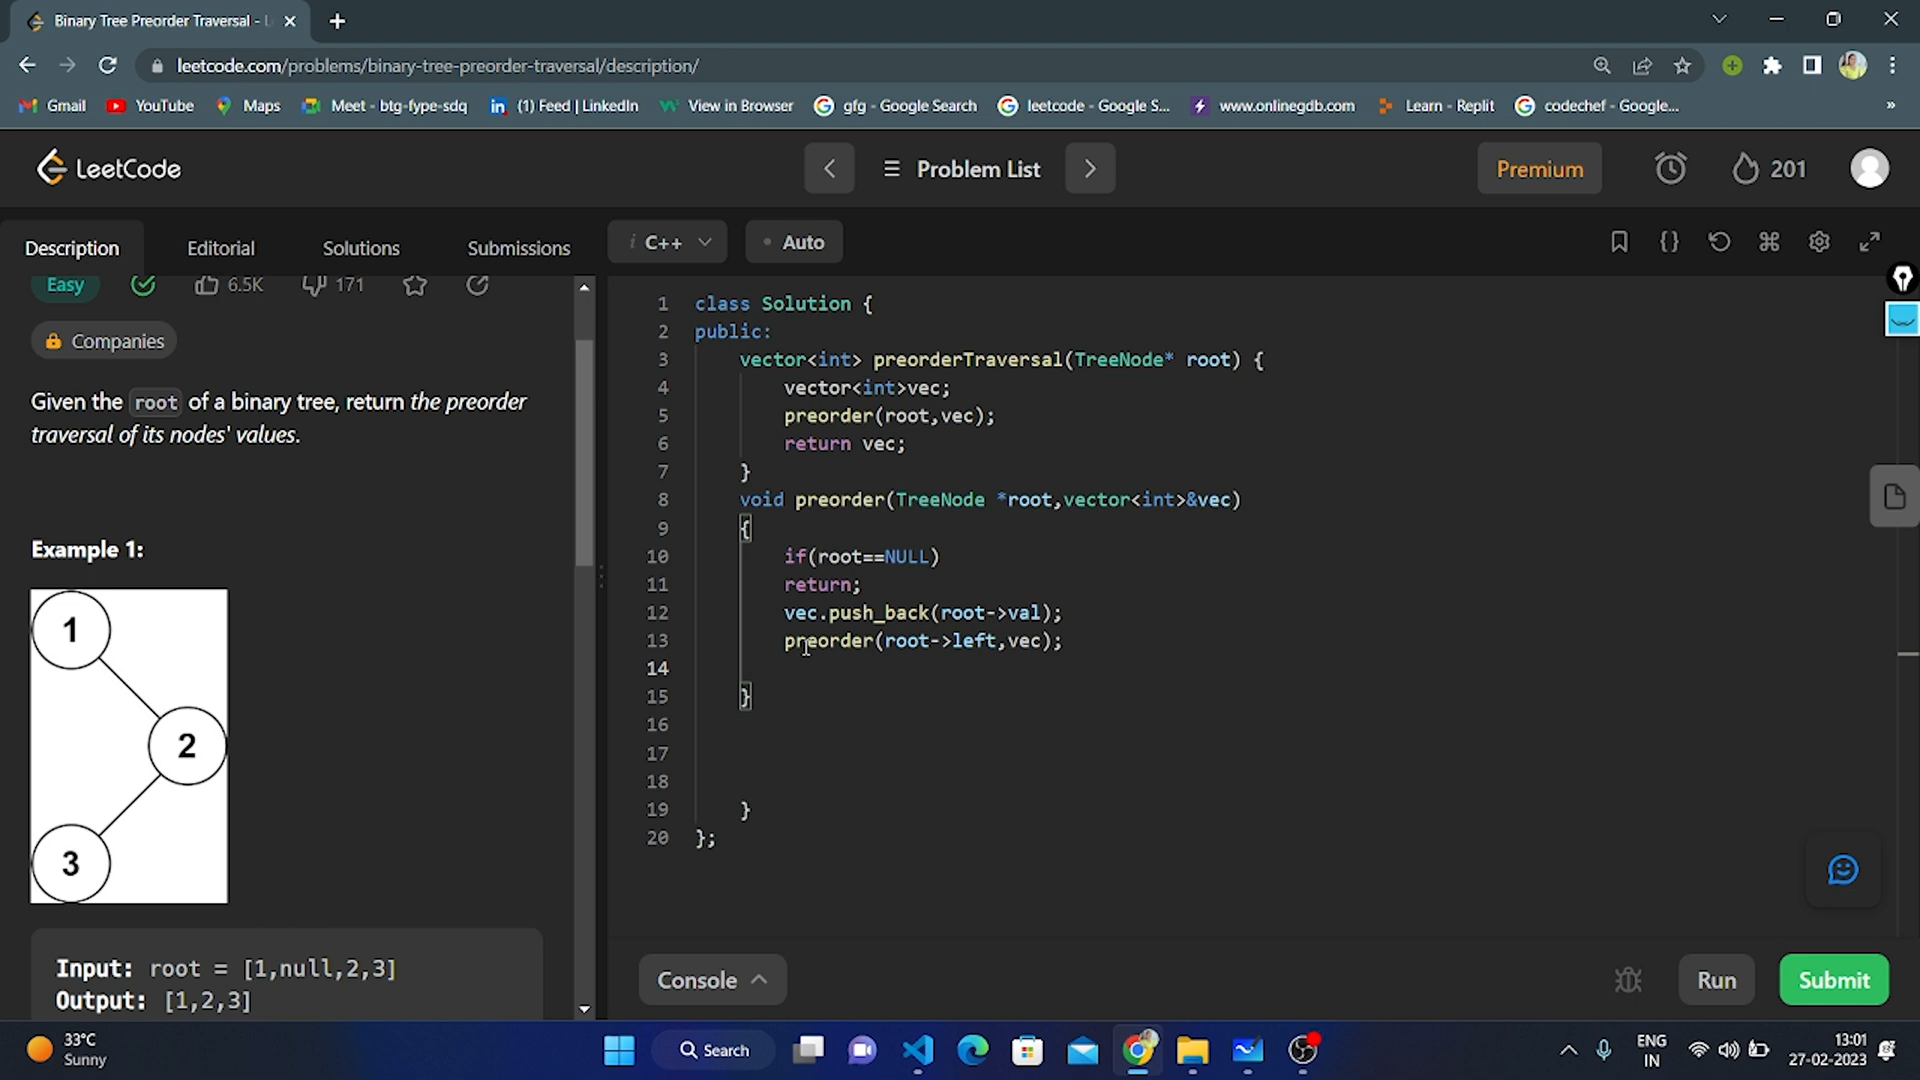 Binary Tree Preorder Traversal - L
leetcode.com/problems/binary-tree-preorder-traversal/description/
Gmail YouTube Maps Meet - btg-fype-sdq (1) Feed | LinkedIn View in Browser gfg - Google Search leetcode - Google S... www.onlinegdb.com Learn - Replit codechef - Google... »
LeetCode Problem List Premium 201
Description Editorial Solutions Submissions
i C++ Auto
Easy 6.5K 171
Companies
Given the root of a binary tree, return the preorder
traversal of its nodes' values.
Example 1:
1
2
3
Input: root = [1,null,2,3]
Output: [1,2,3]
1 class Solution {
2 public:
3 vector<int> preorderTraversal(TreeNode* root) {
4 vector<int>vec;
5 preorder(root,vec);
6 return vec;
7 }
8 void preorder(TreeNode *root,vector<int>&vec)
9 {
10 if(root==NULL)
11 return;
12 vec.push_back(root->val);
13 preorder(root->left,vec);
14
15 }
16
17
18
19 }
20 };
Console Run Submit
33°C
Sunny
Search
ENG
IN
13:01
27-02-2023